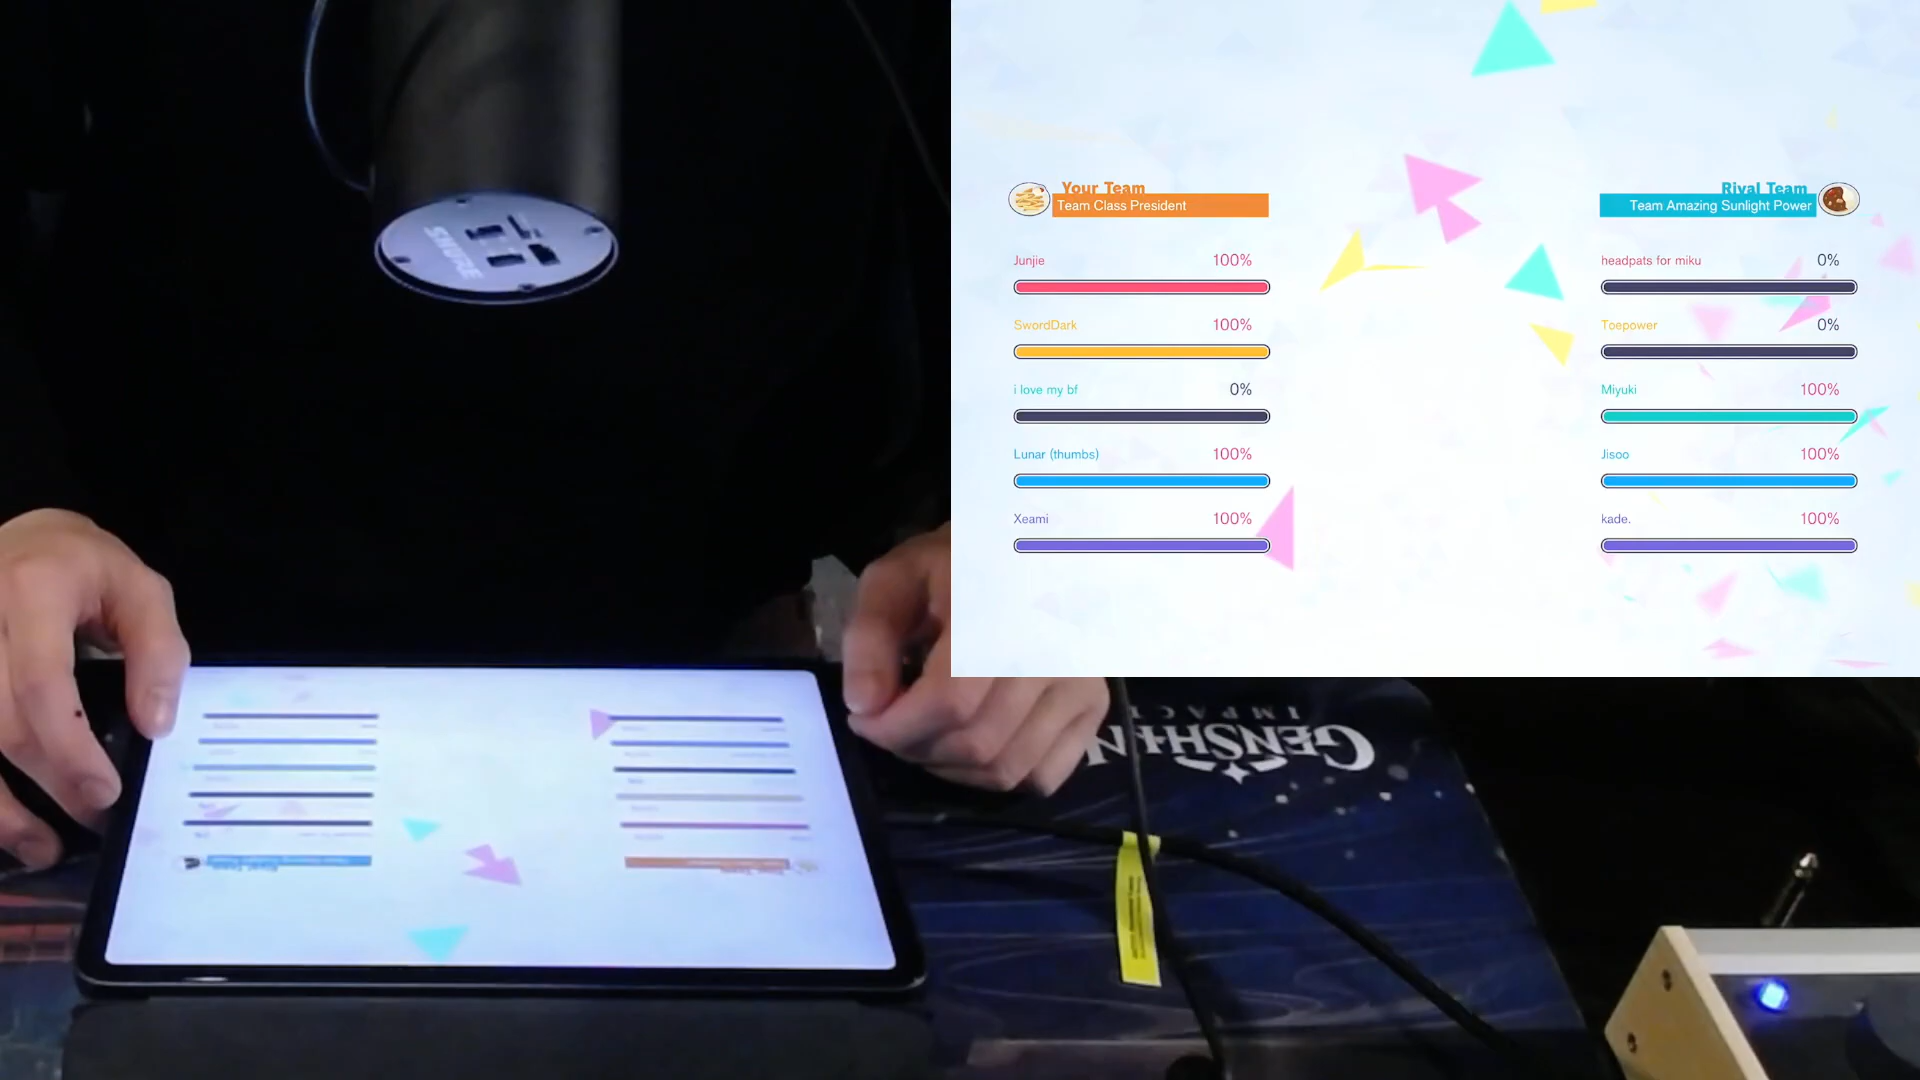 SHURE
Your Team
Team Class President
Junjie 100%
SwordDark 100%
i love my bf 0%
Lunar (thumbs) 100%
Xeami 100%
Rival Team
Team Amazing Sunlight Power
headpats for miku 0%
Toepower 0%
Miyuki 100%
Jisoo 100%
kade. 100%
GENSHIN
IMPACT